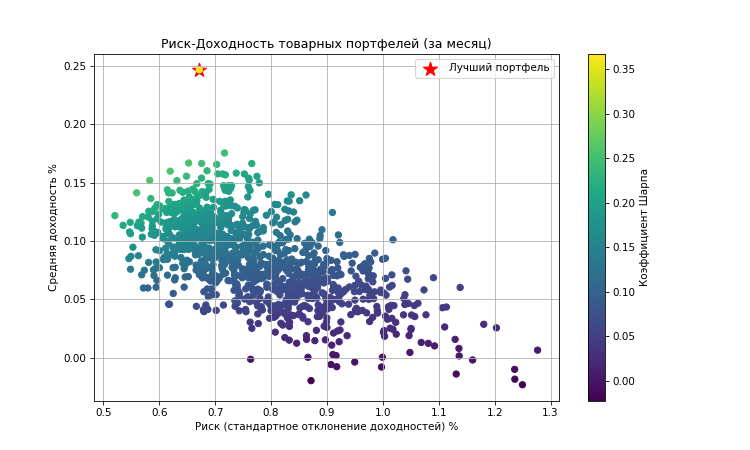 Риск-Доходность товарных портфелей (за месяц)
Лучший портфель
0.25
0.20
0.15
0.10
0.05
0.00
Средняя доходность %
0.5 0.6 0.7 0.8 0.9 1.0 1.1 1.2 1.3
Риск (стандартное отклонение доходностей) %
0.35
0.30
0.25
0.20
0.15
0.10
0.05
0.00
Коэффициент Шарпа